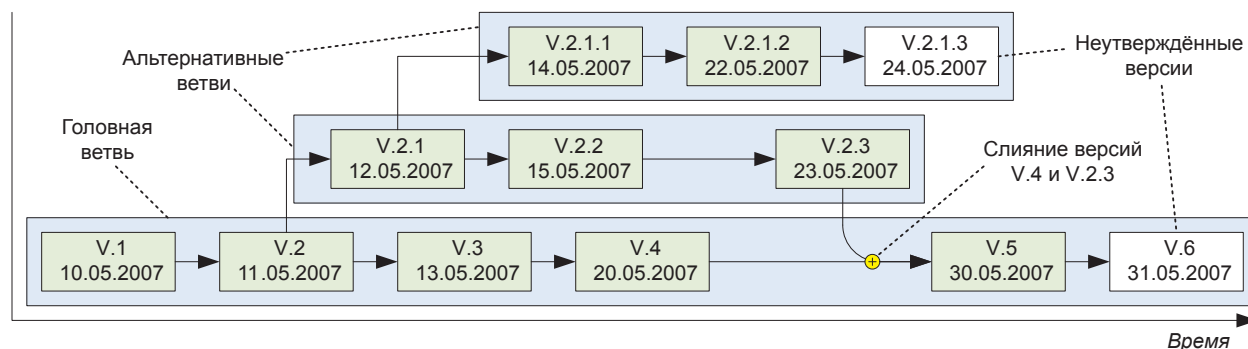 V.2.1.1
14.05.2007
V.2.1.2
22.05.2007
V.2.1.3
24.05.2007
Неутверждённые
версии
Альтернативные
ветви
Головная
ветвь
V.2.1
12.05.2007
V.2.2
15.05.2007
V.2.3
23.05.2007
Слияние версий
V.4 и V.2.3
V.1
10.05.2007
V.2
11.05.2007
V.3
13.05.2007
V.4
20.05.2007
V.5
30.05.2007
V.6
31.05.2007
Время